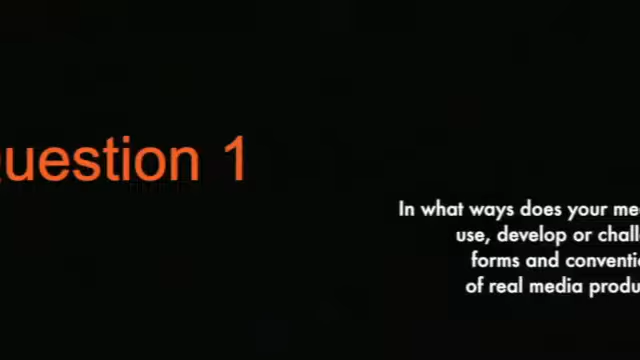 uestion 1
In what ways does your me
use, develop or chall
forms and conventi
of real media produ